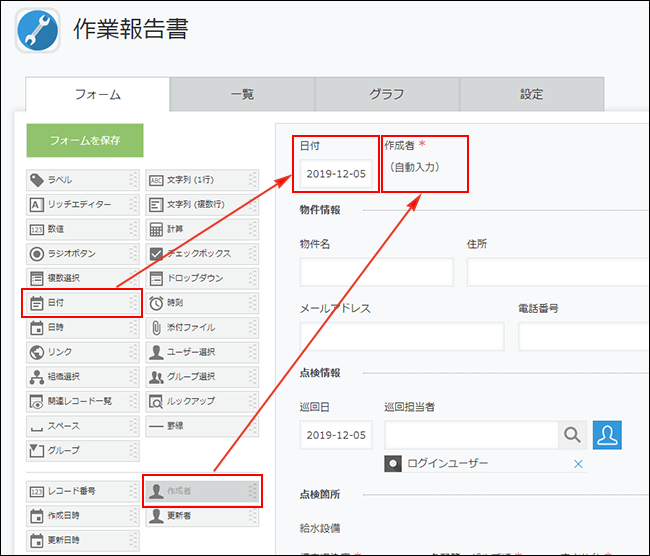 作業報告書
フォーム 一覧 グラフ 設定
フォームを保存
ラベル
ABC 文字列 (1行)
A リッチエディター
文字列 (複数行)
123 数値
計算
ラジオボタン
チェックボックス
複数選択
ドロップダウン
日付
時刻
日時
添付ファイル
リンク
ユーザー選択
組織選択
グループ選択
関連レコード一覧
ルックアップ
スペース
罫線
グループ
123 レコード番号
作成者
作成日時
更新者
更新日時
日付 作成者 *
2019-12-05 (自動入力)
物件情報
物件名 住所
メールアドレス 電話番号
点検情報
巡回日 巡回担当者
2019-12-05
ログインユーザー ×
点検箇所
給水設備